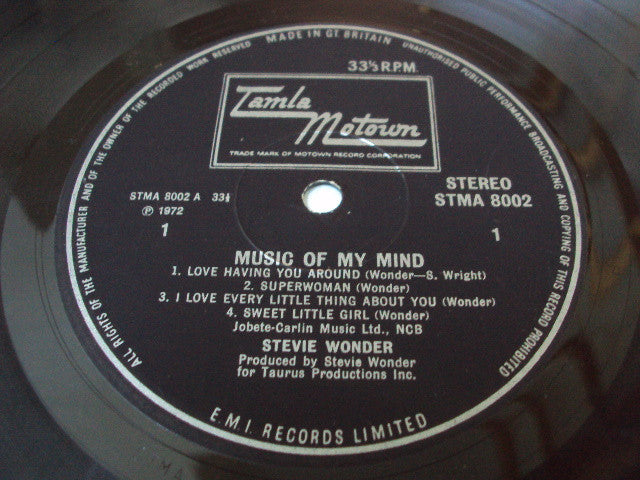 MADE IN GT. BRITAIN
ALL RIGHTS OF THE MANUFACTURER AND OF THE OWNER OF THE RECORDED WORK RESERVED
UNAUTHORISED PUBLIC PERFORMANCE BROADCASTING AND COPYING OF THIS RECORD PROHIBITED
33⅓ R.P.M.
Tamla
Motown
TRADE MARK OF MOTOWN RECORD CORPORATION
STMA 8002 A 33⅓
℗ 1972
1
STEREO
STMA 8002
1
MUSIC OF MY MIND
1. LOVE HAVING YOU AROUND (Wonder—S. Wright)
2. SUPERWOMAN (Wonder)
3. I LOVE EVERY LITTLE THING ABOUT YOU (Wonder)
4. SWEET LITTLE GIRL (Wonder)
Jobete-Carlin Music Ltd., NCB
STEVIE WONDER
Produced by Stevie Wonder
for Taurus Productions Inc.
E.M.I. RECORDS LIMITED